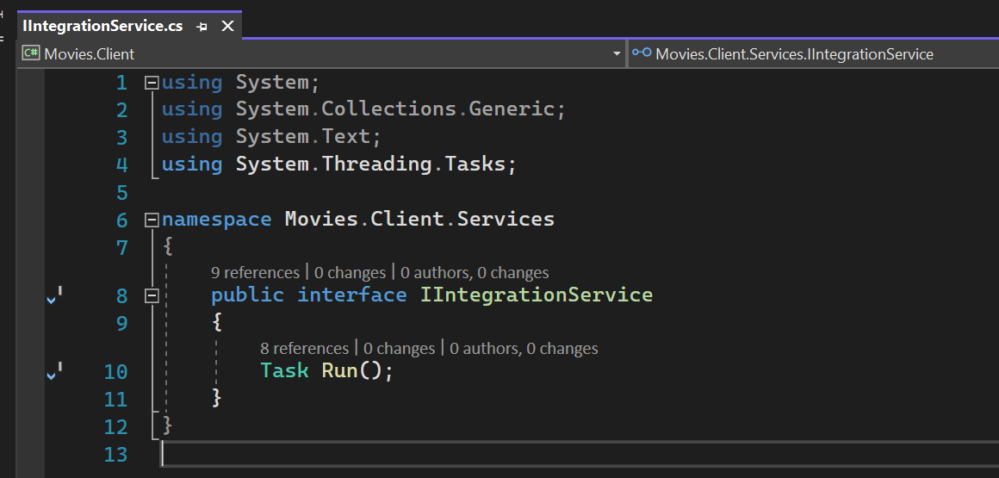 IIntegrationService.cs
C# Movies.Client Movies.Client.Services.IIntegrationService
1 using System;
2 using System.Collections.Generic;
3 using System.Text;
4 using System.Threading.Tasks;
5
6 namespace Movies.Client.Services
7 {
9 references | 0 changes | 0 authors, 0 changes
8 public interface IIntegrationService
9 {
8 references | 0 changes | 0 authors, 0 changes
10 Task Run();
11 }
12 }
13